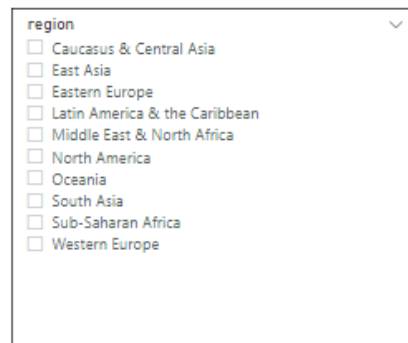 region
Caucasus & Central Asia
East Asia
Eastern Europe
Latin America & the Caribbean
Middle East & North Africa
North America
Oceania
South Asia
Sub-Saharan Africa
Western Europe